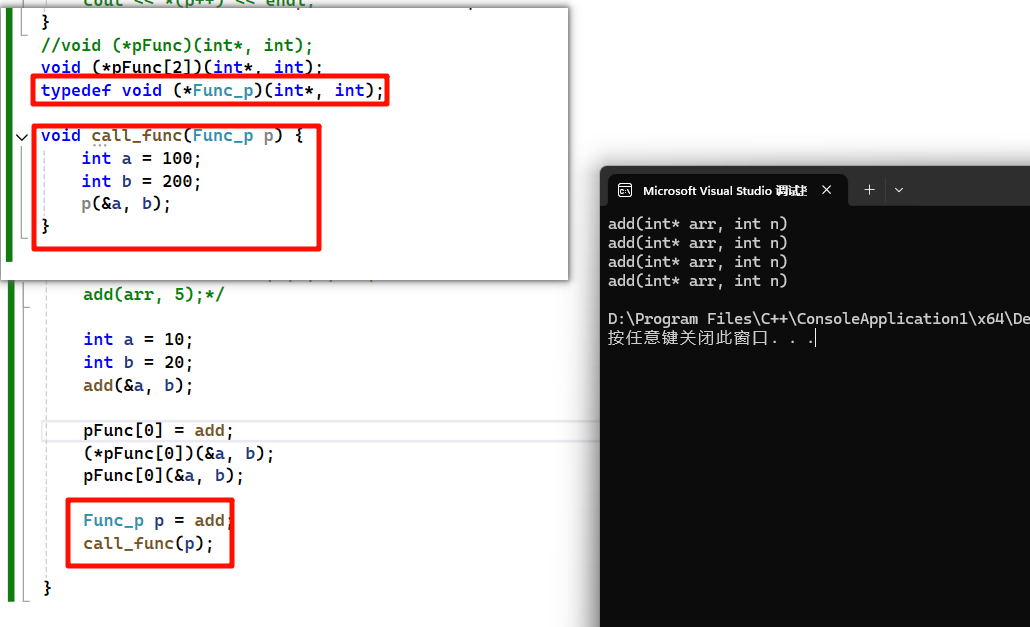 cout << *(p++) << endl;
}
//void (*pFunc)(int*, int);
void (*pFunc[2])(int*, int);
typedef void (*Func_p)(int*, int);
void call_func(Func_p p) {
int a = 100;
int b = 200;
p(&a, b);
}
add(arr, 5);*/
int a = 10;
int b = 20;
add(&a, b);
pFunc[0] = add;
(*pFunc[0])(&a, b);
pFunc[0](&a, b);
Func_p p = add;
call_func(p);
}
Microsoft Visual Studio
add(int* arr, int n)
add(int* arr, int n)
add(int* arr, int n)
add(int* arr, int n)
D:\Program Files\C++\ConsoleApplication1\x64\De
按任意键关闭此窗口. . .